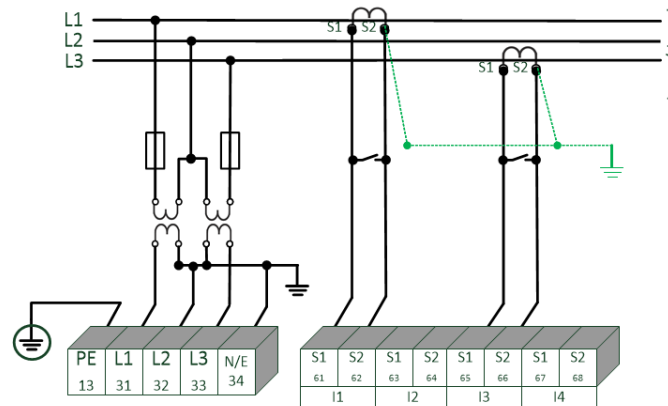 L1
L2
L3
S1 S2
S1 S2
PE L1 L2 L3 N/E
13 31 32 33 34
S1 S2 S1 S2 S1 S2 S1 S2
61 62 63 64 65 66 67 68
I1 I2 I3 I4